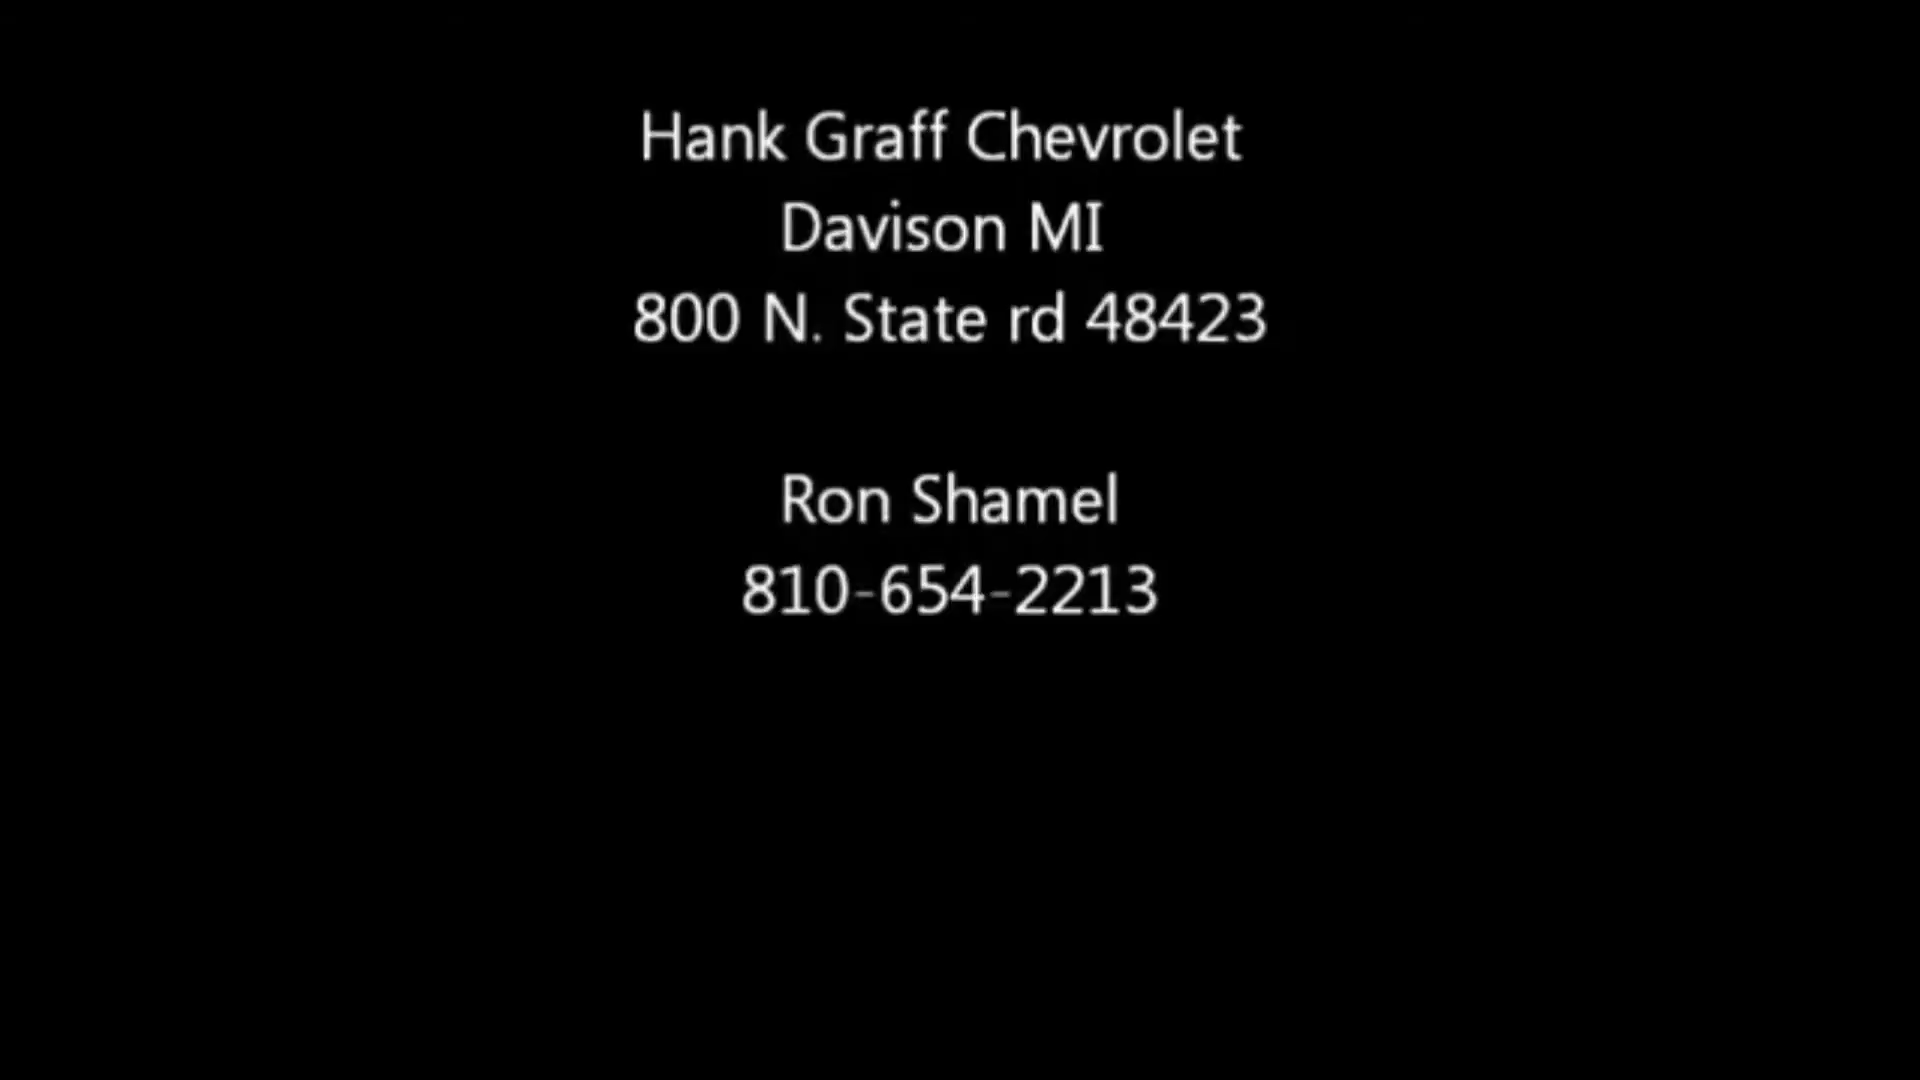 Hank Graff Chevrolet
Davison MI
800 N. State rd 48423
Ron Shamel
810-654-2213